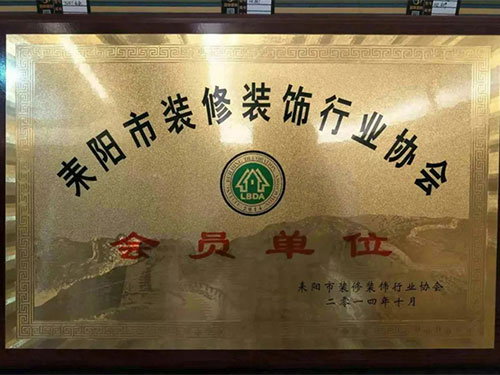 耒阳市装修装饰行业协会
LBDA
会员单位
耒阳市装修装饰行业协会
二零一四年十月